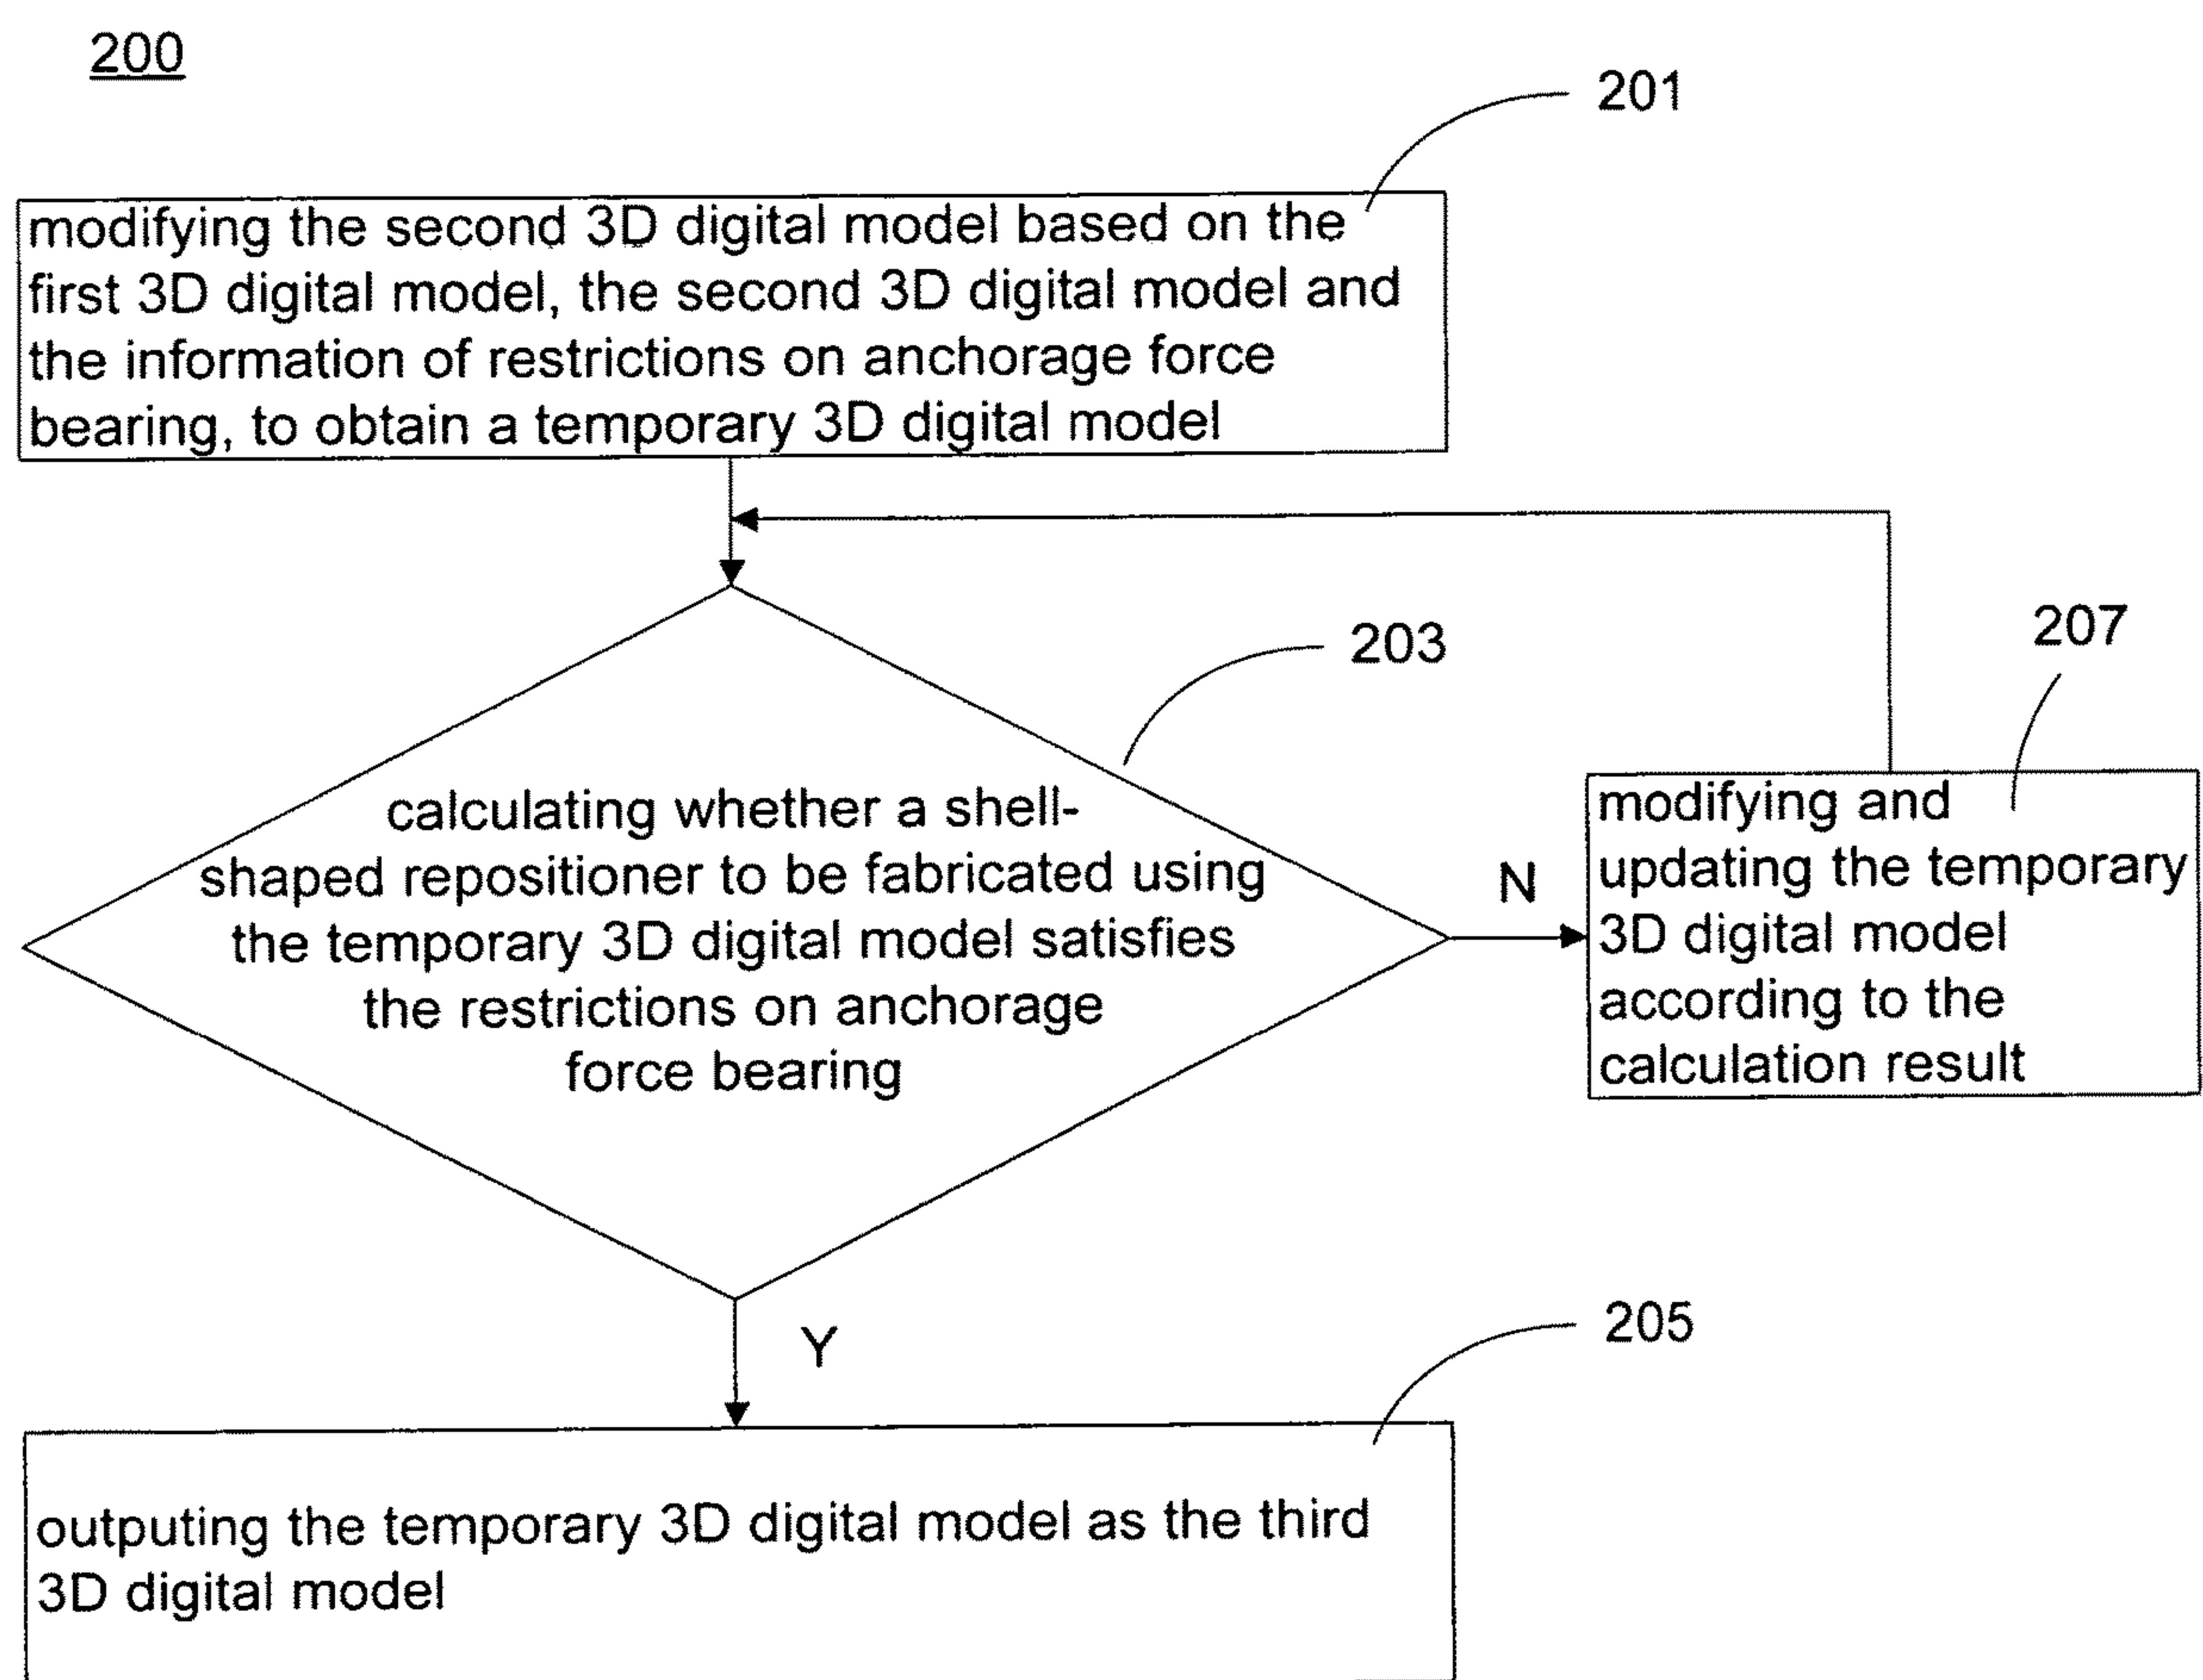 200
201
modifying the second 3D digital model based on the
first 3D digital model, the second 3D digital model and
the information of restrictions on anchorage force
bearing, to obtain a temporary 3D digital model
203
calculating whether a shell-
shaped repositioner to be fabricated using
the temporary 3D digital model satisfies
the restrictions on anchorage
force bearing
N
207
modifying and
updating the temporary
3D digital model
according to the
calculation result
Y
205
outputing the temporary 3D digital model as the third
3D digital model